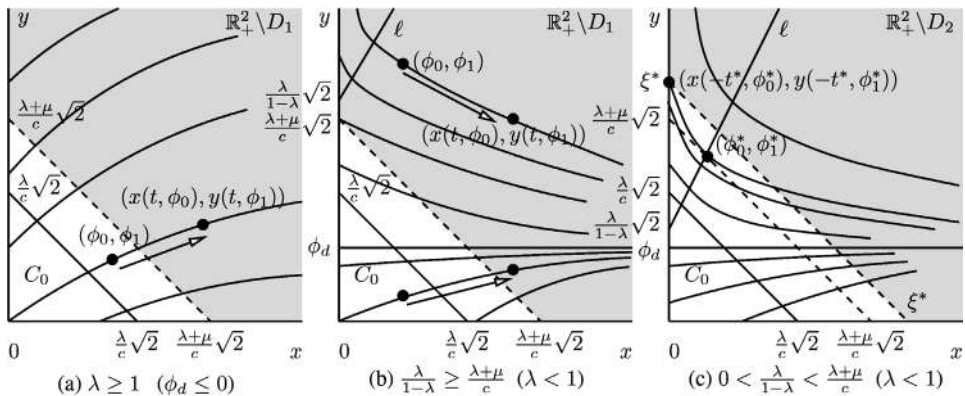 y
ℝ²₊\D₁
(λ+μ)/c √2
λ/c √2
(x(t, ϕ₀), y(t, ϕ₁))
(ϕ₀, ϕ₁)
C₀
0
λ/c √2
(λ+μ)/c √2
x
(a) λ ≥ 1 (ϕ_d ≤ 0)
y
ℓ
ℝ²₊\D₁
(ϕ₀, ϕ₁)
λ/(1−λ) √2
(λ+μ)/c √2
(x(t, ϕ₀), y(t, ϕ₁))
λ/c √2
ϕ_d
C₀
0
λ/c √2
(λ+μ)/c √2
x
(b) λ/(1−λ) ≥ (λ+μ)/c (λ < 1)
y
ℓ
ℝ²₊\D₂
ξ*
(x(−t*, ϕ₀*), y(−t*, ϕ₁*))
(λ+μ)/c √2
(ϕ₀*, ϕ₁*)
λ/c √2
λ/(1−λ) √2
ϕ_d
C₀
ξ*
0
λ/c √2
(λ+μ)/c √2
x
(c) 0 < λ/(1−λ) < (λ+μ)/c (λ < 1)